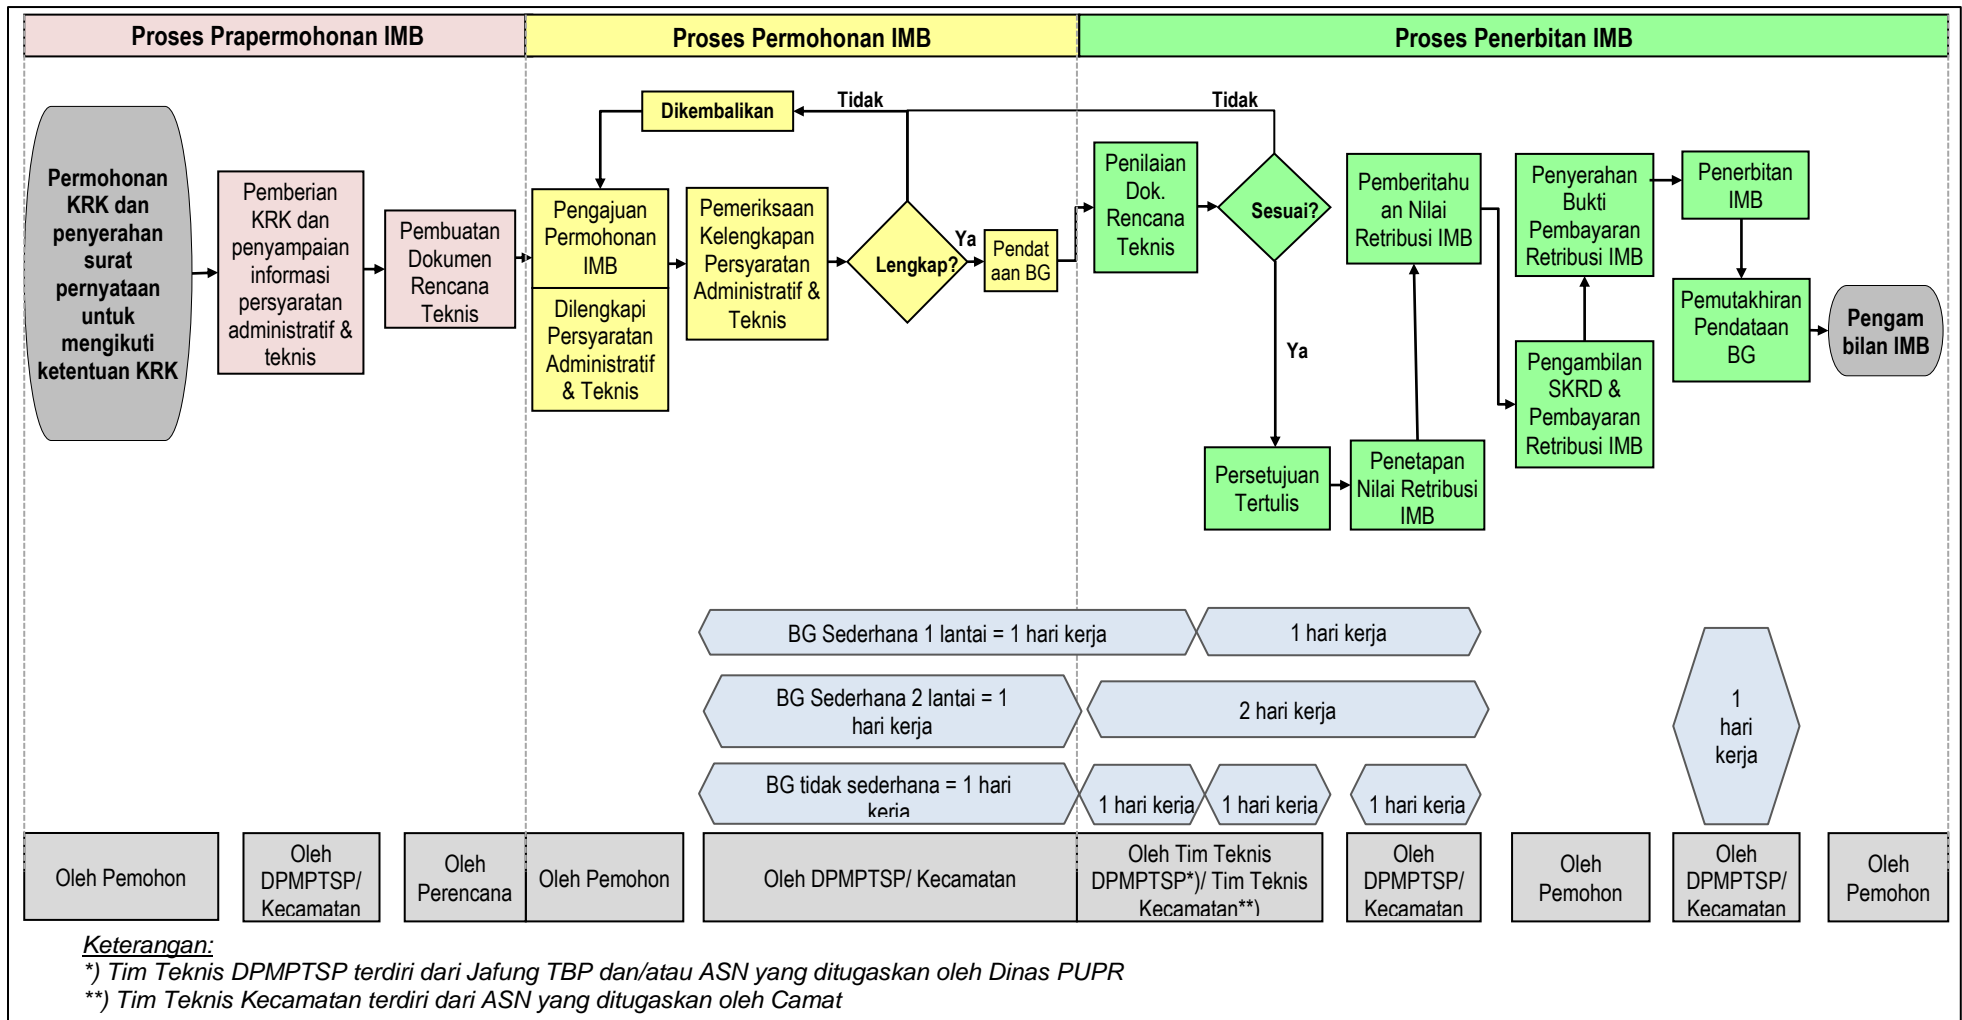 Proses Prapermohonan IMB
Proses Permohonan IMB
Proses Penerbitan IMB
Permohonan
KRK dan
penyerahan
surat
pernyataan
untuk
mengikuti
ketentuan KRK
Pemberian
KRK dan
penyampaian
informasi
persyaratan
administratif &
teknis
Pembuatan
Dokumen
Rencana
Teknis
Dikembalikan
Tidak
Pengajuan
Permohonan
IMB
Dilengkapi
Persyaratan
Administratif
& Teknis
Pemeriksaan
Kelengkapan
Persyaratan
Administratif &
Teknis
Lengkap?
Ya
Pendat
aan BG
Penilaian
Dok.
Rencana
Teknis
Tidak
Sesuai?
Ya
Persetujuan
Tertulis
Penetapan
Nilai Retribusi
IMB
Pemberitahu
an Nilai
Retribusi IMB
Pengambilan
SKRD &
Pembayaran
Retribusi IMB
Penyerahan
Bukti
Pembayaran
Retribusi IMB
Penerbitan
IMB
Pemutakhiran
Pendataan
BG
Pengam
bilan IMB
BG Sederhana 1 lantai = 1 hari kerja
1 hari kerja
BG Sederhana 2 lantai = 1
hari kerja
2 hari kerja
BG tidak sederhana = 1 hari
kerja
1 hari kerja
1 hari kerja
1 hari kerja
1
hari
kerja
Oleh Pemohon
Oleh
DPMPTSP/
Kecamatan
Oleh
Perencana
Oleh Pemohon
Oleh DPMPTSP/ Kecamatan
Oleh Tim Teknis
DPMPTSP*)/ Tim Teknis
Kecamatan**)
Oleh
DPMPTSP/
Kecamatan
Oleh
Pemohon
Oleh
DPMPTSP/
Kecamatan
Oleh
Pemohon
Keterangan:
*) Tim Teknis DPMPTSP terdiri dari Jafung TBP dan/atau ASN yang ditugaskan oleh Dinas PUPR
**) Tim Teknis Kecamatan terdiri dari ASN yang ditugaskan oleh Camat